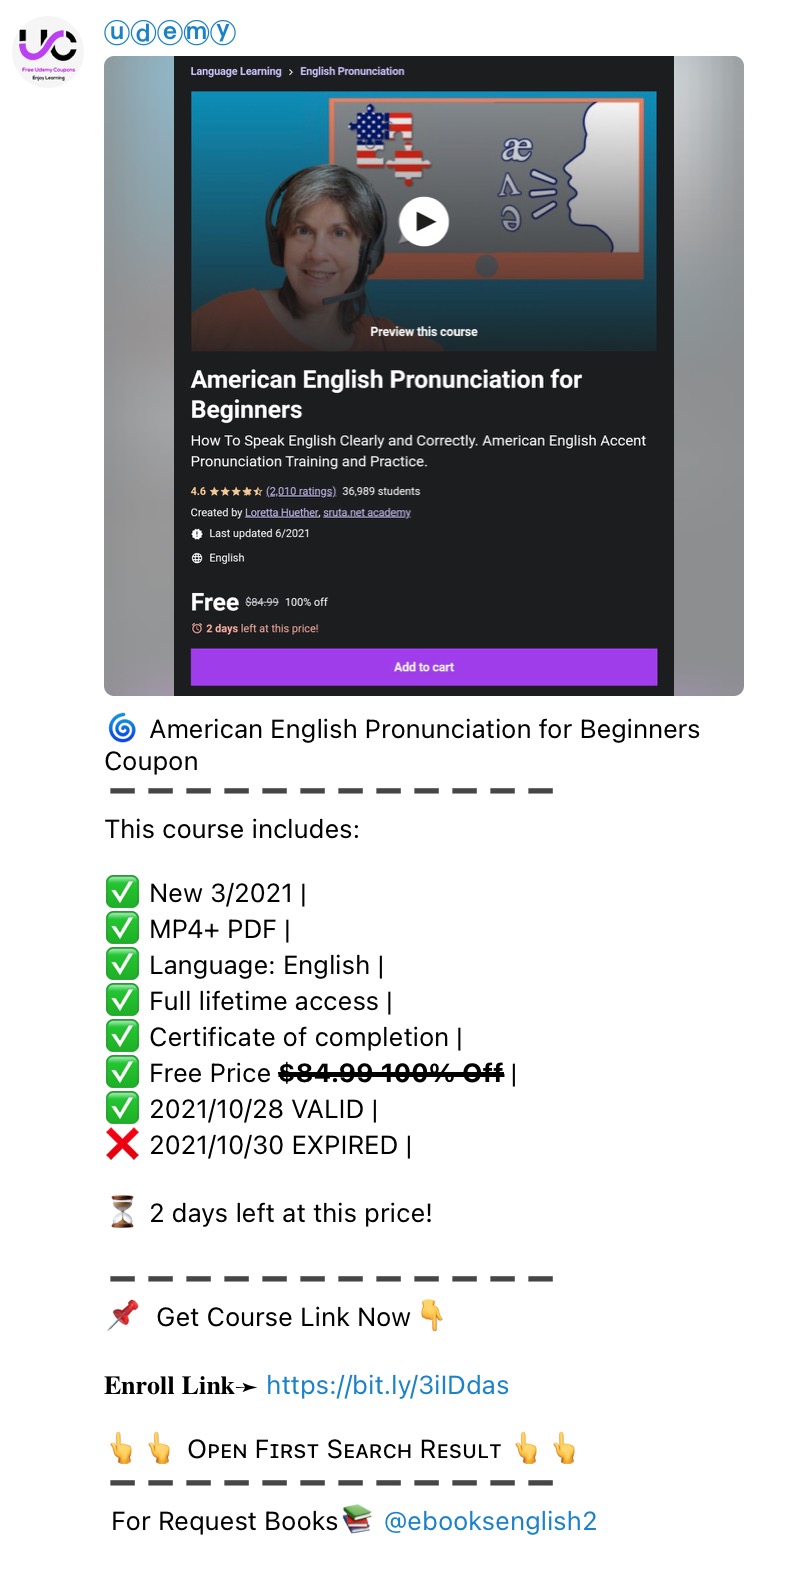 UC
Free Udemy Coupons
Enjoy Learning
ⓤⓓⓔⓜⓨ
Language Learning > English Pronunciation
æ
ʌ
ə
Preview this course
American English Pronunciation for
Beginners
How To Speak English Clearly and Correctly. American English Accent
Pronunciation Training and Practice.
4.6 ★★★★★ (2,010 ratings) 36,989 students
Created by Loretta Huether, sruta.net academy
Last updated 6/2021
English
Free $84.99 100% off
2 days left at this price!
Add to cart
🌀 American English Pronunciation for Beginners
Coupon
➖➖➖➖➖➖➖➖➖➖➖➖
This course includes:
✅ New 3/2021 |
✅ MP4+ PDF |
✅ Language: English |
✅ Full lifetime access |
✅ Certificate of completion |
✅ Free Price $84.99 100% Off |
✅ 2021/10/28 VALID |
❌ 2021/10/30 EXPIRED |
⏳ 2 days left at this price!
➖➖➖➖➖➖➖➖➖➖➖➖
📌 Get Course Link Now 👇
𝐄𝐧𝐫𝐨𝐥𝐥 𝐋𝐢𝐧𝐤➛ https://bit.ly/3ilDdas
👆👆 Oᴘᴇɴ Fɪʀsᴛ Sᴇᴀʀᴄʜ Rᴇsᴜʟᴛ 👆👆
➖➖➖➖➖➖➖➖➖➖➖➖
For Request Books📚 @ebooksenglish2